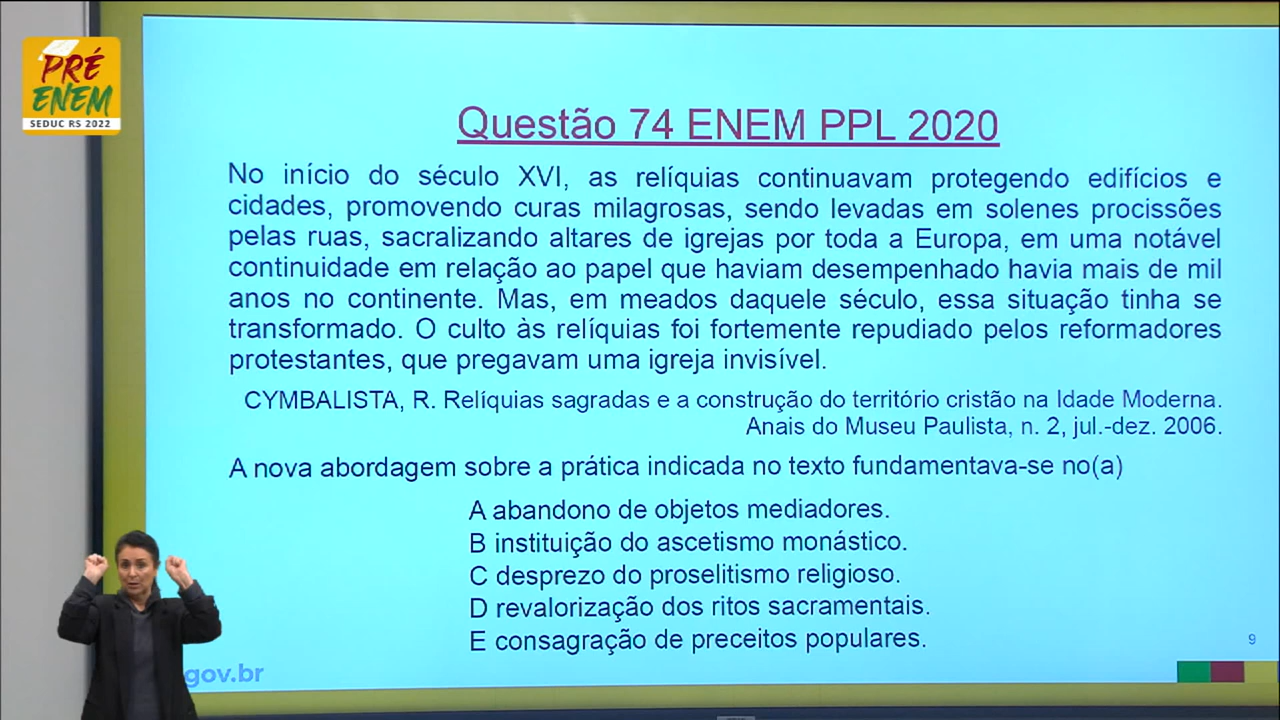 PRÉ
ENEM
SEDUC RS 2022
Questão 74 ENEM PPL 2020
No início do século XVI, as relíquias continuavam protegendo edifícios e
cidades, promovendo curas milagrosas, sendo levadas em solenes procissões
pelas ruas, sacralizando altares de igrejas por toda a Europa, em uma notável
continuidade em relação ao papel que haviam desempenhado havia mais de mil
anos no continente. Mas, em meados daquele século, essa situação tinha se
transformado. O culto às relíquias foi fortemente repudiado pelos reformadores
protestantes, que pregavam uma igreja invisível.
CYMBALISTA, R. Relíquias sagradas e a construção do território cristão na Idade Moderna.
Anais do Museu Paulista, n. 2, jul.-dez. 2006.
A nova abordagem sobre a prática indicada no texto fundamentava-se no(a)
A abandono de objetos mediadores.
B instituição do ascetismo monástico.
C desprezo do proselitismo religioso.
D revalorização dos ritos sacramentais.
E consagração de preceitos populares.
9
gov.br